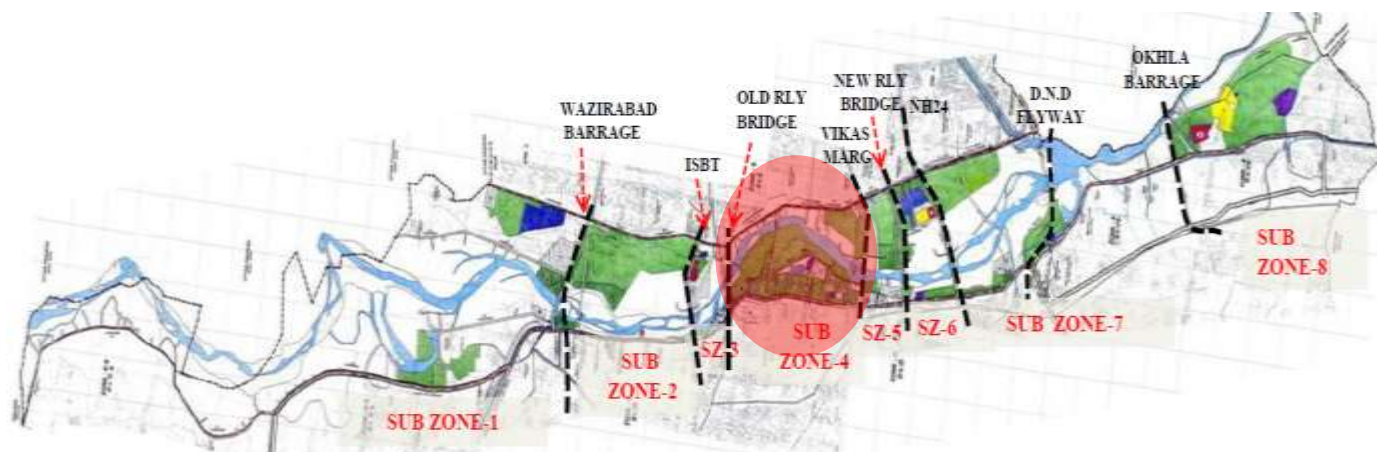 WAZIRABAD
BARRAGE
ISBT
OLD RLY
BRIDGE
NEW RLY
BRIDGE
VIKAS
MARG
NH24
D.N.D
FLYWAY
OKHLA
BARRAGE
SUB ZONE-1
SUB
ZONE-2
SZ-3
SUB
ZONE-4
SZ-5
SZ-6
SUB ZONE-7
SUB
ZONE-8